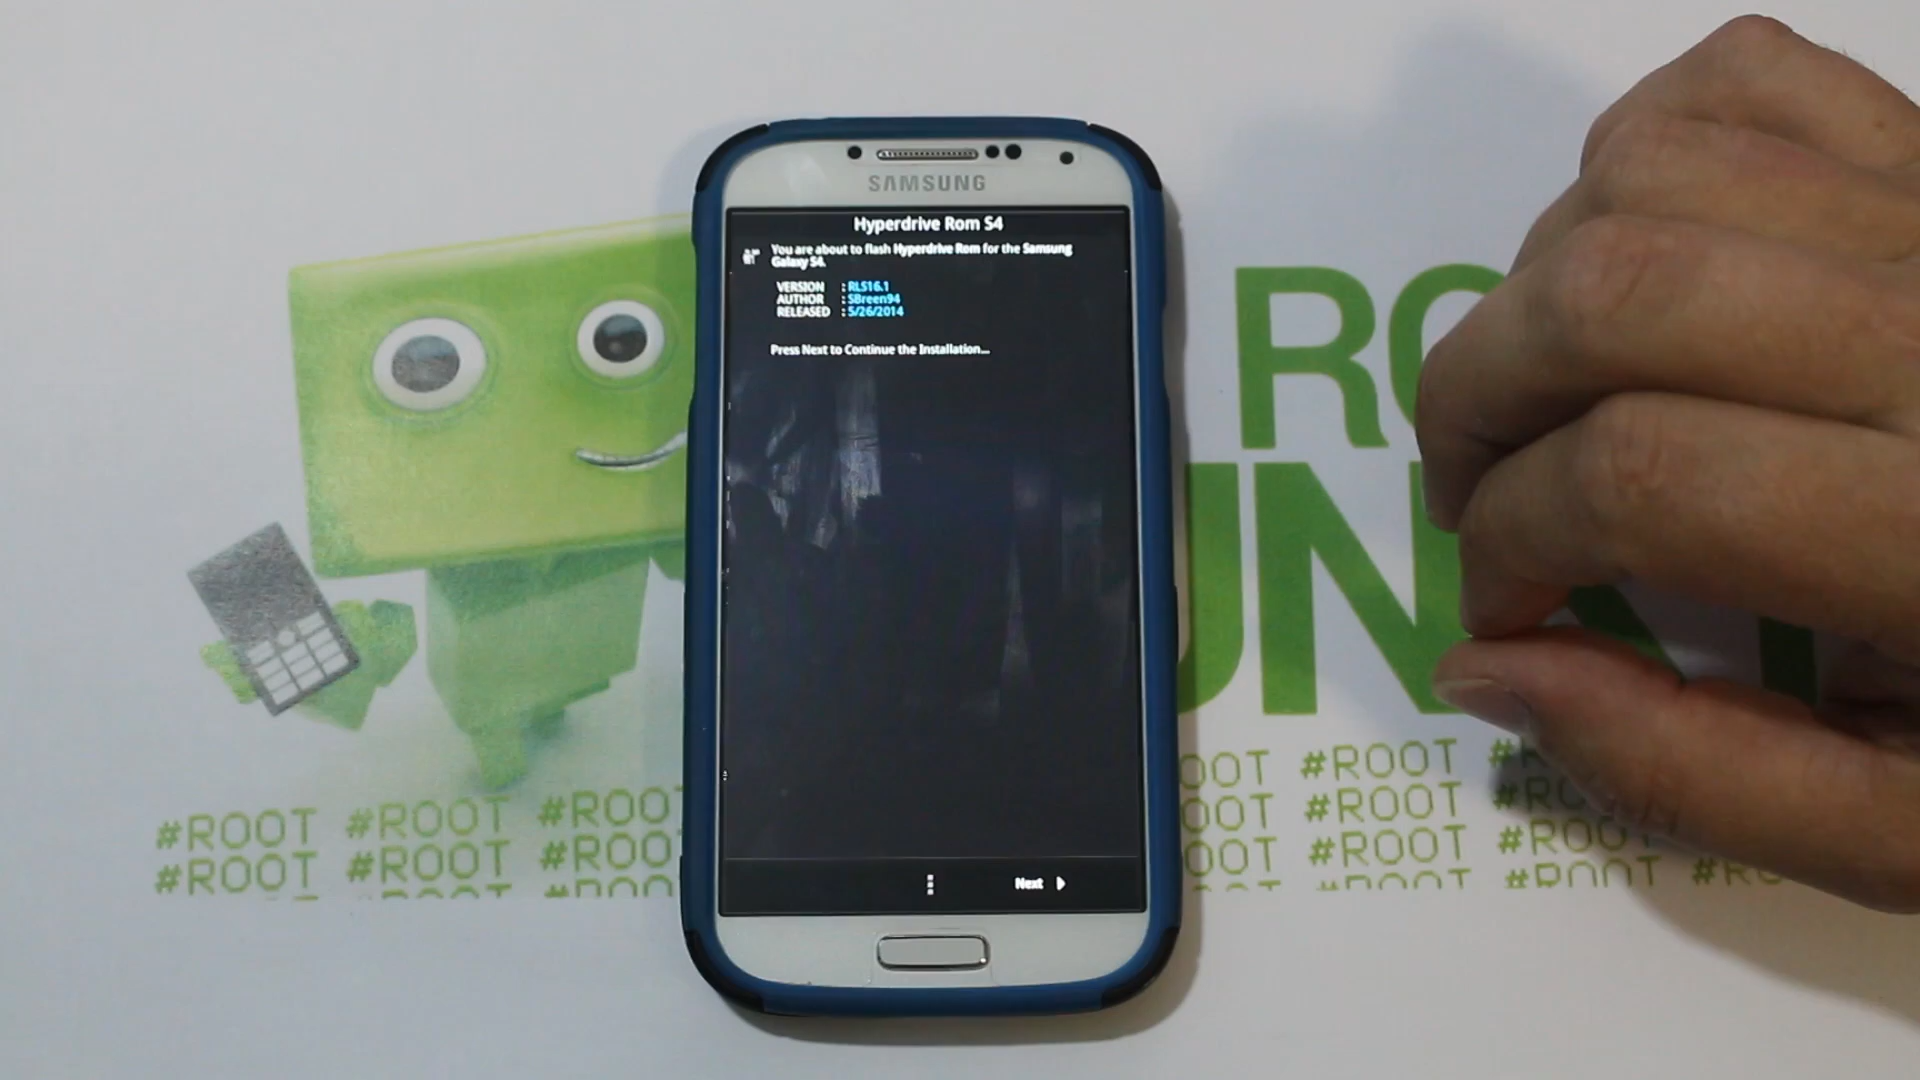 SAMSUNG
Hyperdrive Rom S4
You are about to flash Hyperdrive Rom for the Samsung
Galaxy S4.
VERSION : RLS16.1
AUTHOR : SBreen94
RELEASED : 5/26/2014
Press Next to Continue the Installation...
Next
#ROOT #ROOT #ROOT
#ROOT #ROOT #ROOT
#ROOT
#ROOT
#ROOT #ROOT
#ROOT